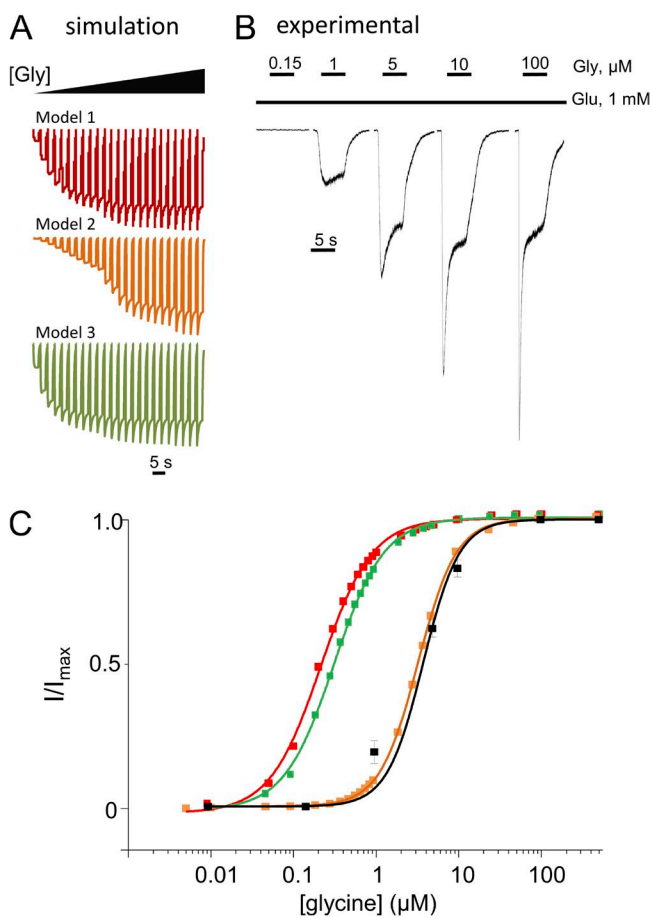 A simulation
[Gly]
Model 1
Model 2
Model 3
5 s
B experimental
0.15 1 5 10 100 Gly, µM
Glu, 1 mM
5 s
C
1.0
0.5
0
I/Imax
0.01 0.1 1 10 100
[glycine] (µM)